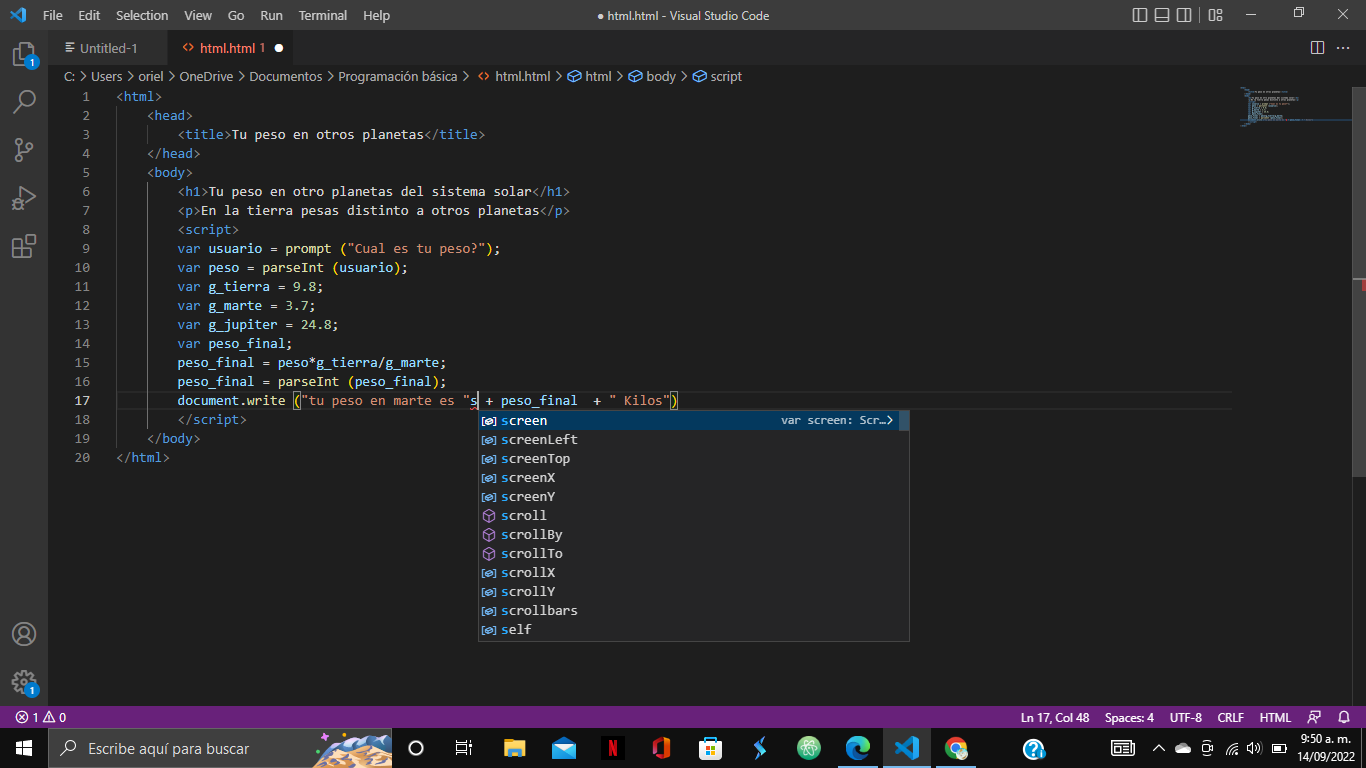 File Edit Selection View Go Run Terminal Help
● html.html - Visual Studio Code
Untitled-1
html.html 1 ●
C: > Users > oriel > OneDrive > Documentos > Programación básica > html.html > html > body > script
1 <html>
2 <head>
3 <title>Tu peso en otros planetas</title>
4 </head>
5 <body>
6 <h1>Tu peso en otro planetas del sistema solar</h1>
7 <p>En la tierra pesas distinto a otros planetas</p>
8 <script>
9 var usuario = prompt ("Cual es tu peso?");
10 var peso = parseInt (usuario);
11 var g_tierra = 9.8;
12 var g_marte = 3.7;
13 var g_jupiter = 24.8;
14 var peso_final;
15 peso_final = peso*g_tierra/g_marte;
16 peso_final = parseInt (peso_final);
17 document.write ("tu peso en marte es "s + peso_final  + " Kilos")
18 </script>
19 </body>
20 </html>
screen var screen: Scr...
screenLeft
screenTop
screenX
screenY
scroll
scrollBy
scrollTo
scrollX
scrollY
scrollbars
self
1
1
1 0
Ln 17, Col 48 Spaces: 4 UTF-8 CRLF HTML
Escribe aquí para buscar
9:50 a. m.
14/09/2022